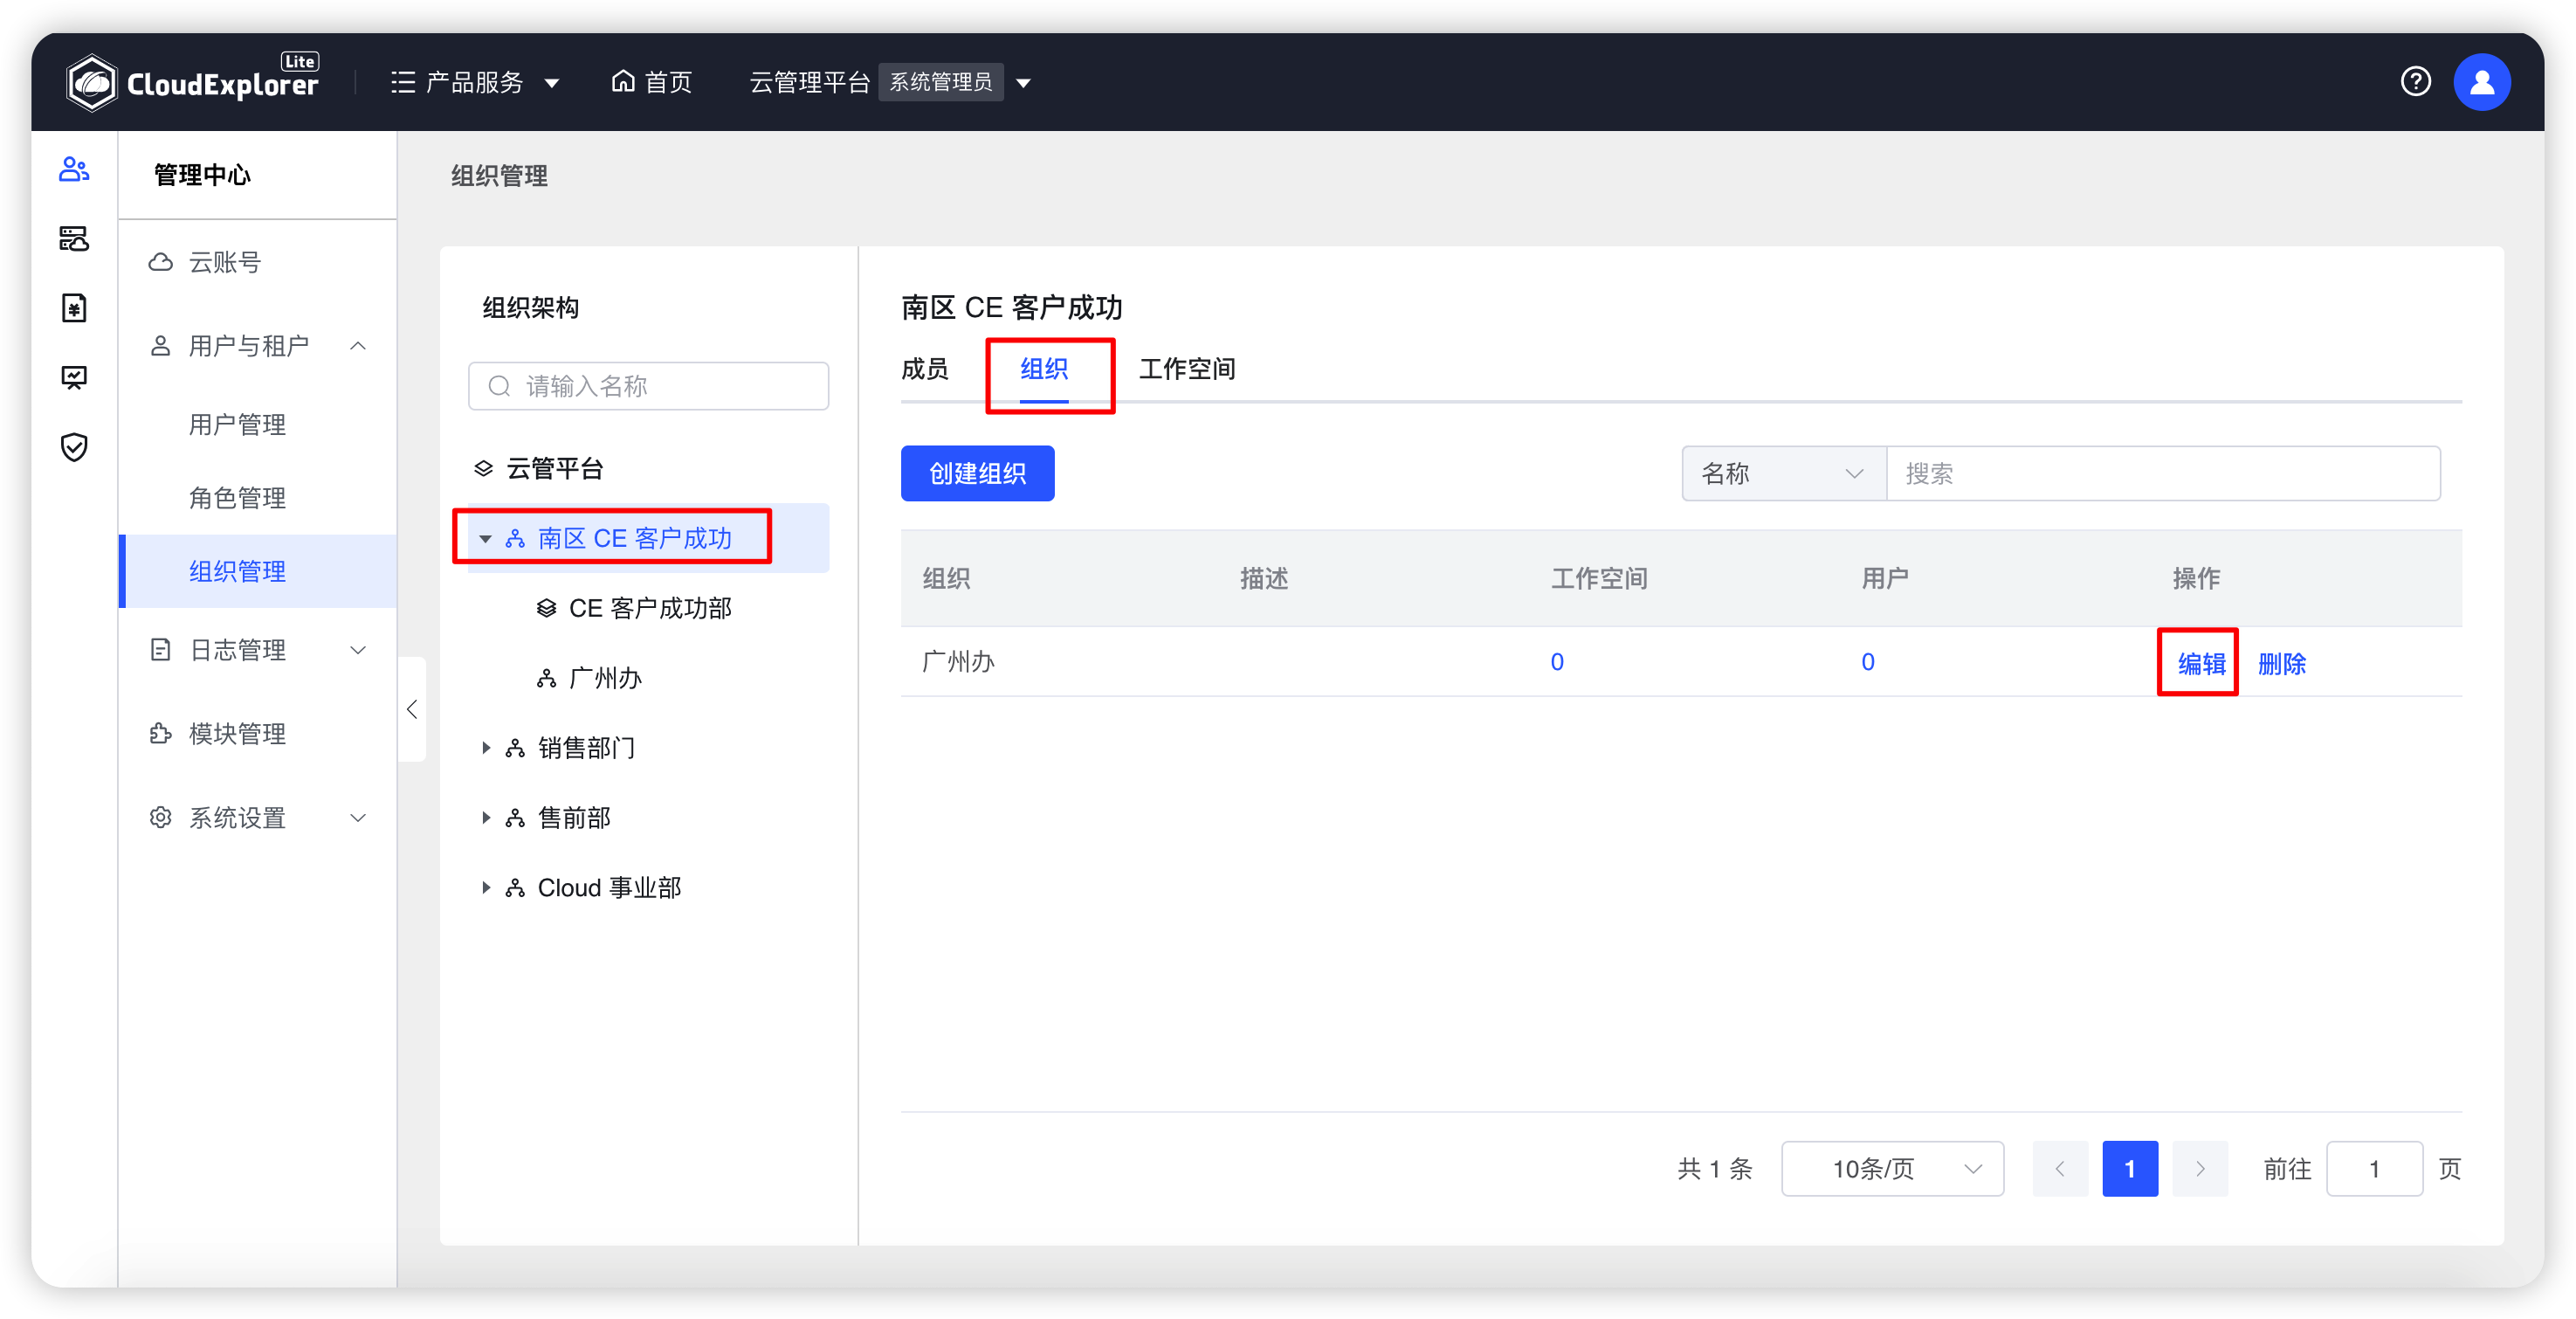 CloudExplorer Lite
产品服务
首页
云管理平台 系统管理员
管理中心
云账号
用户与租户
用户管理
角色管理
组织管理
日志管理
模块管理
系统设置
组织管理
组织架构
请输入名称
云管平台
南区 CE 客户成功
CE 客户成功部
广州办
销售部门
售前部
Cloud 事业部
南区 CE 客户成功
成员 组织 工作空间
创建组织 名称 搜索
组织 描述 工作空间 用户 操作
广州办 0 0 编辑 删除
共 1 条 10条/页 1 前往 1 页